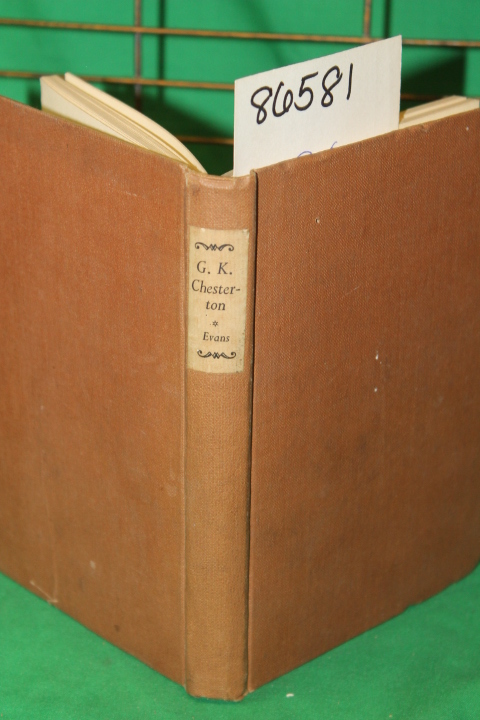 86581
G. K.
Chester-
ton
*
Evans